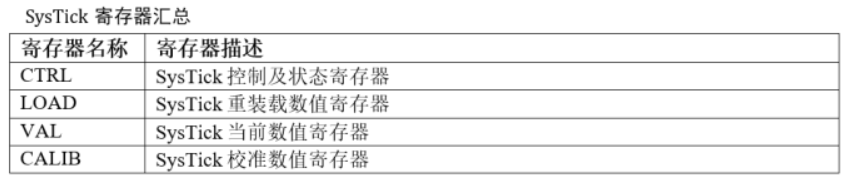 SysTick 寄存器汇总
寄存器名称 寄存器描述
CTRL SysTick 控制及状态寄存器
LOAD SysTick 重装载数值寄存器
VAL SysTick 当前数值寄存器
CALIB SysTick 校准数值寄存器